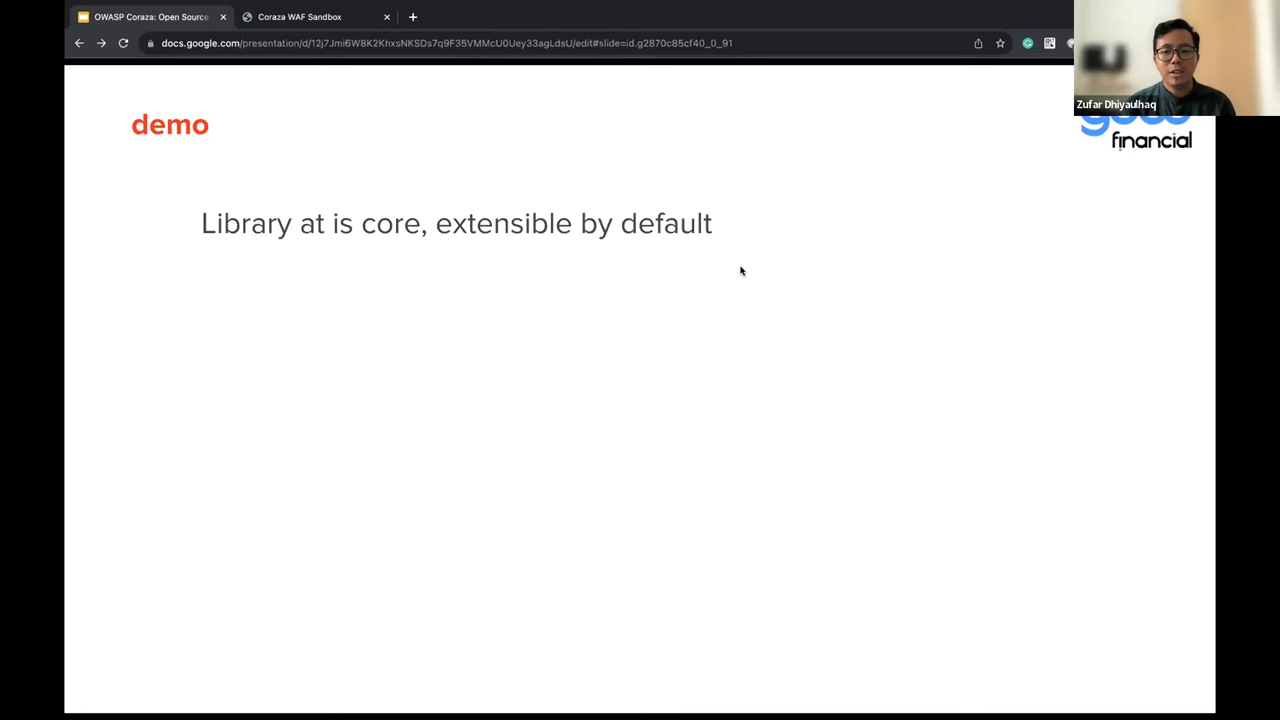 OWASP Coraza: Open Source
Coraza WAF Sandbox
docs.google.com/presentation/d/12j7Jmi6W8K2KhxsNKSDs7q9F35VMMcU0Uey33agLdsU/edit#slide=id.g2870c85cf40_0_91
Zufar Dhiyaulhaq
demo
financial
Library at is core, extensible by default